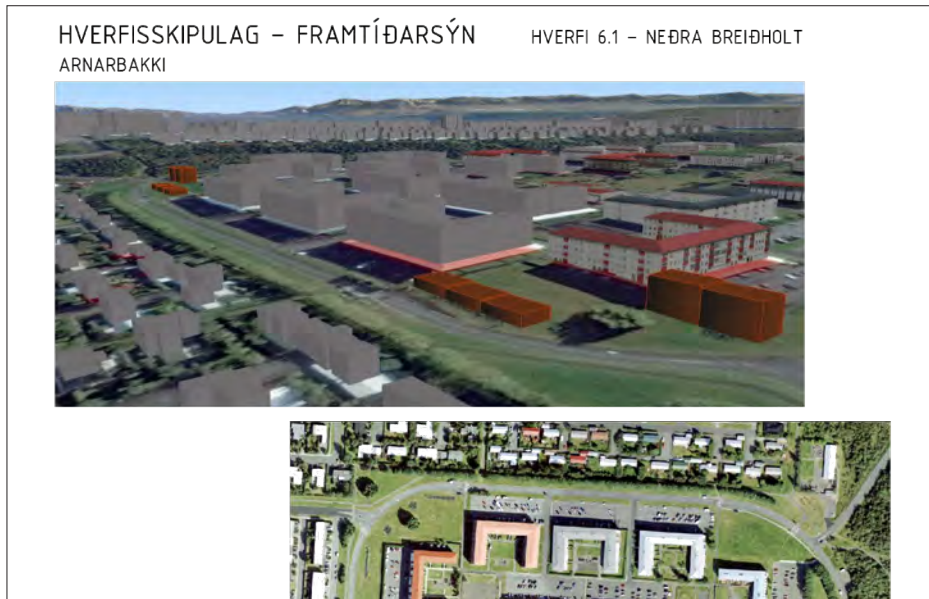 HVERFISSKIPULAG – FRAMTÍÐARSÝN HVERFI 6.1 – NEÐRA BREIÐHOLT
ARNARBAKKI